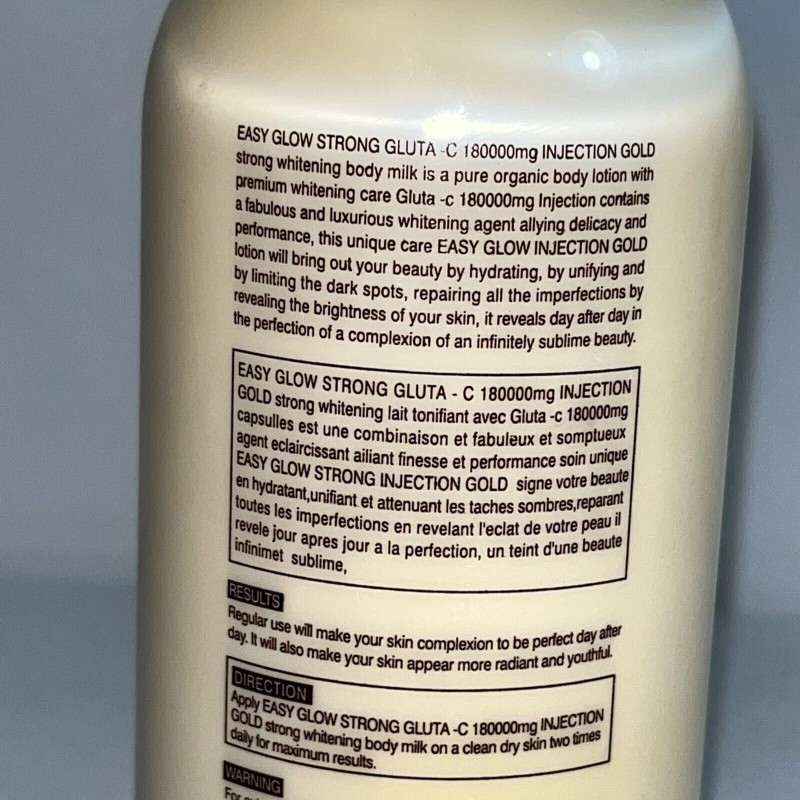 EASY GLOW STRONG GLUTA -C 180000mg INJECTION GOLD
strong whitening body milk is a pure organic body lotion with
premium whitening care Gluta -c 180000mg Injection contains
a fabulous and luxurious whitening agent allying delicacy and
performance, this unique care EASY GLOW INJECTION GOLD
lotion will bring out your beauty by hydrating, by unifying and
by limiting the dark spots, repairing all the imperfections by
revealing the brightness of your skin, it reveals day after day in
the perfection of a complexion of an infinitely sublime beauty.
EASY GLOW STRONG GLUTA - C 180000mg INJECTION
GOLD strong whitening lait tonifiant avec Gluta -c 180000mg
capsulles est une combinaison et fabuleux et somptueux
agent eclaircissant ailiant finesse et performance soin unique
EASY GLOW STRONG INJECTION GOLD signe votre beaute
en hydratant,unifiant et attenuant les taches sombres,reparant
toutes les imperfections en revelant l'eclat de votre peau il
revele jour apres jour a la perfection, un teint d'une beaute
infinimet sublime,
RESULTS
Regular use will make your skin complexion to be perfect day after
day. It will also make your skin appear more radiant and youthful.
DIRECTION
Apply EASY GLOW STRONG GLUTA -C 180000mg INJECTION
GOLD strong whitening body milk on a clean dry skin two times
daily for maximum results.
WARNING
For